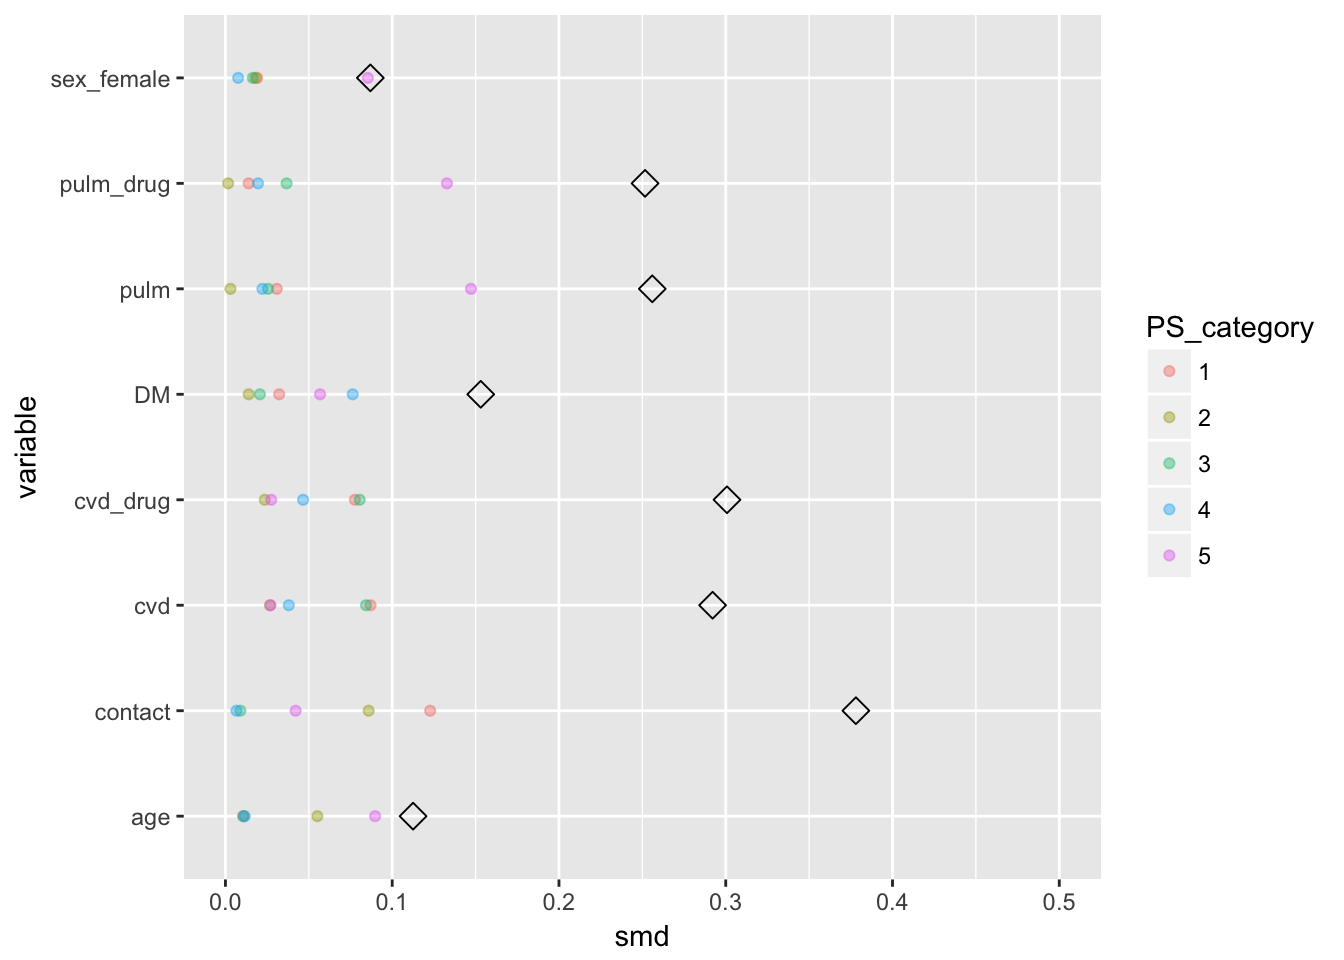 sex_female
pulm_drug
pulm
DM
cvd_drug
cvd
contact
age
variable
0.0 0.1 0.2 0.3 0.4 0.5
smd
PS_category
1
2
3
4
5